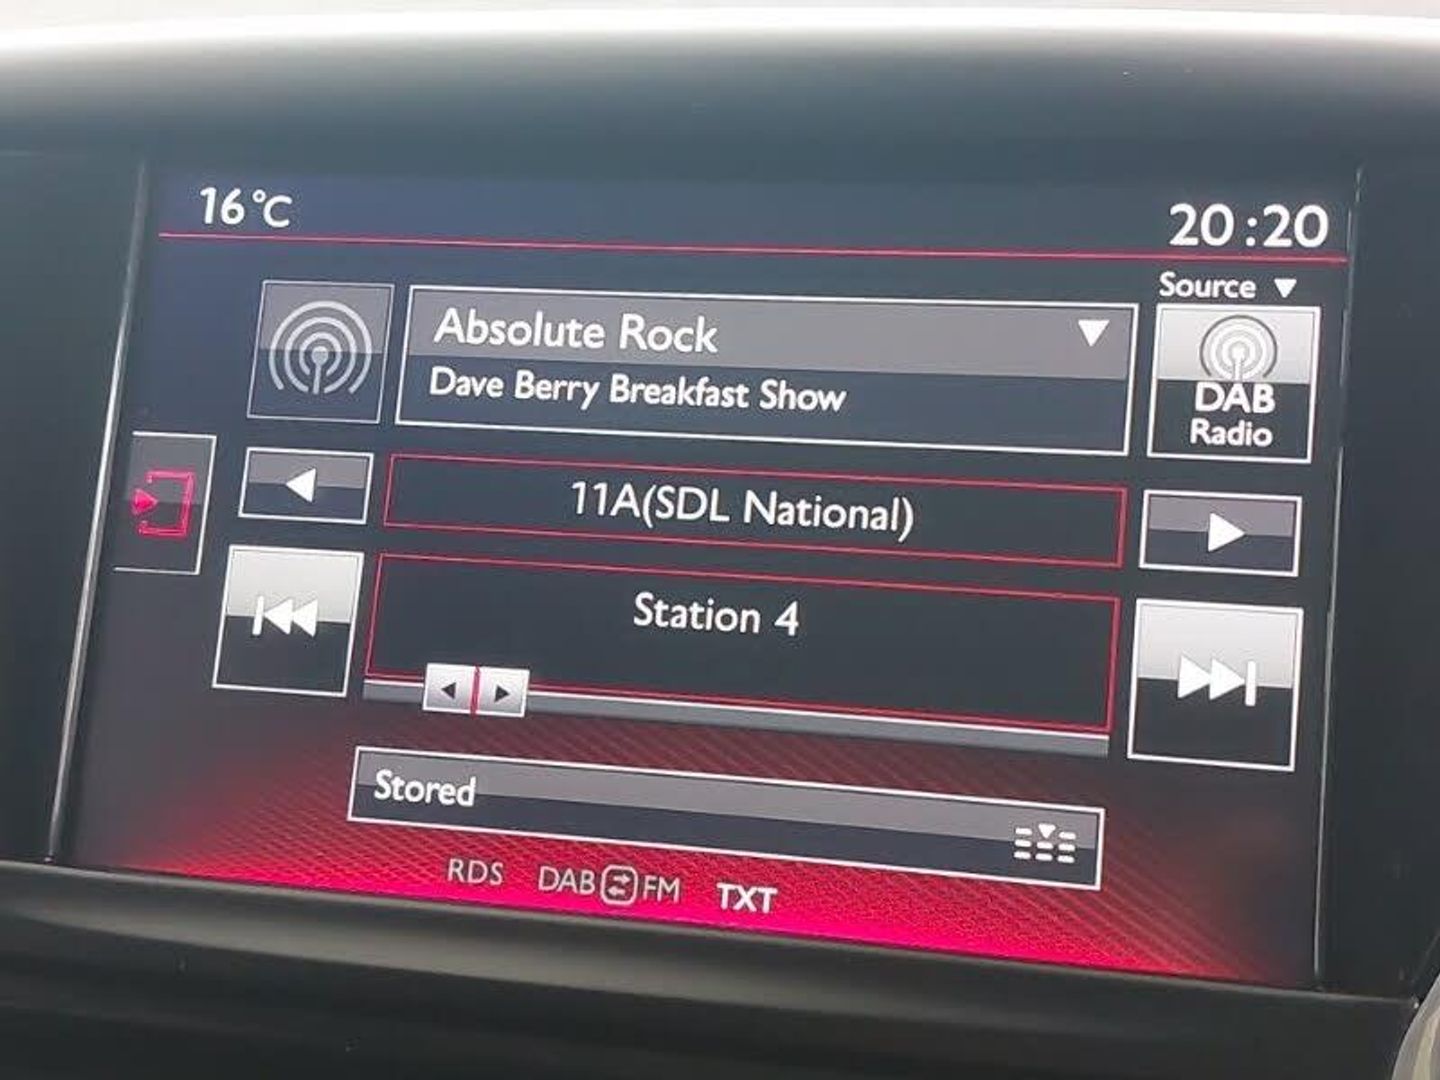 16°C
20:20
Source
Absolute Rock
Dave Berry Breakfast Show
DAB
Radio
11A(SDL National)
Station 4
Stored
RDS DAB FM TXT